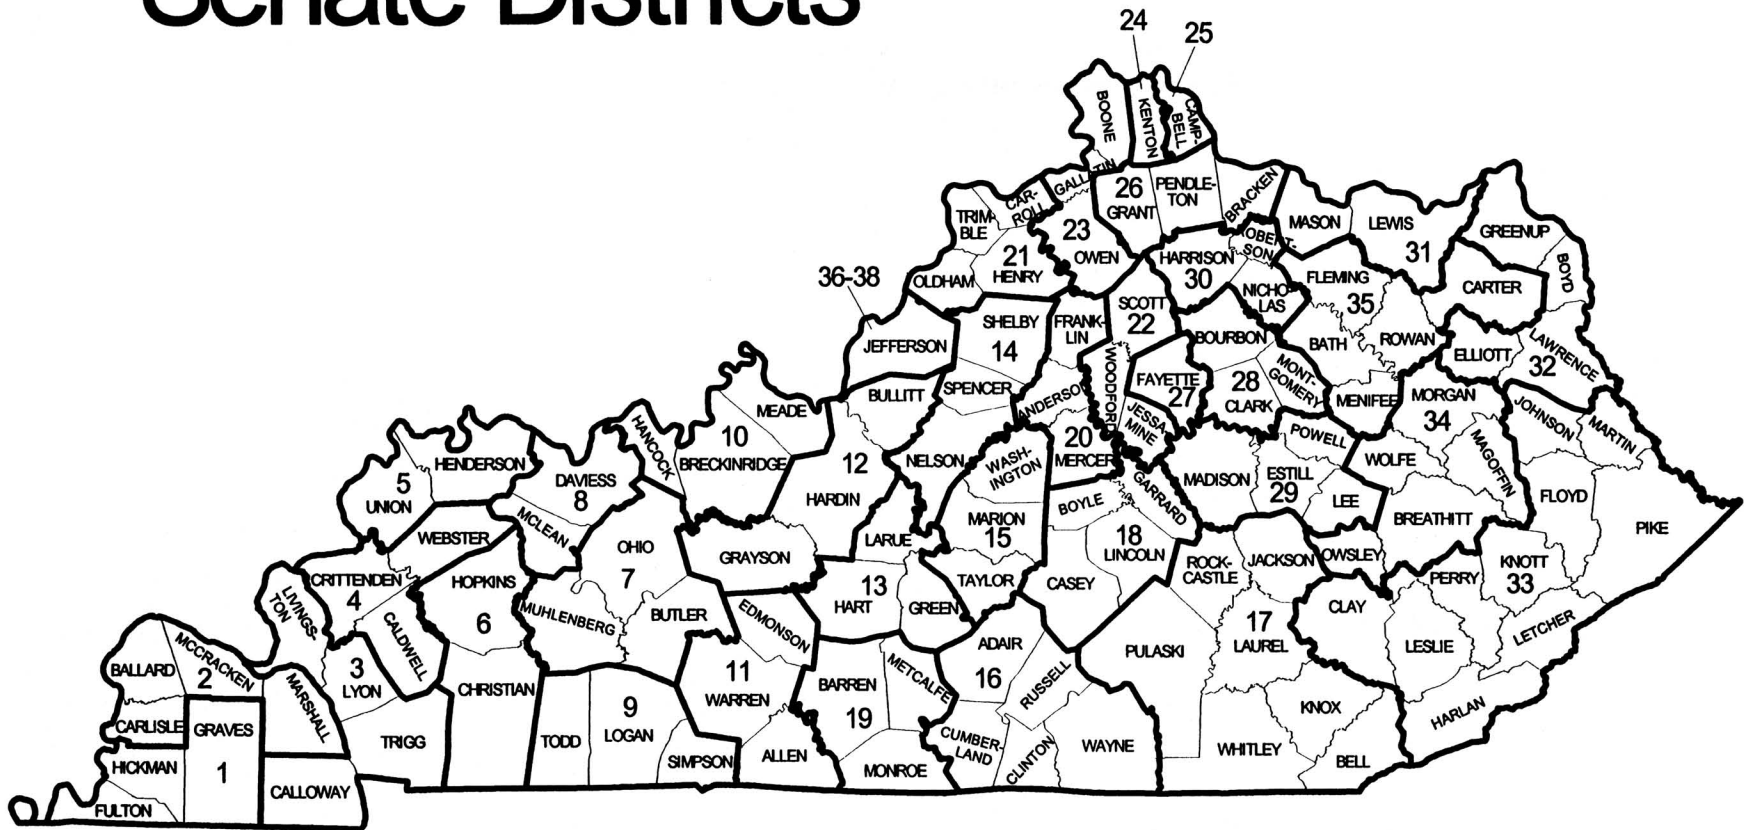 Senate Districts
24
25
BOONE
KENTON
CAMP-
BELL
GALLATIN
26
GRANT
PENDLE-
TON
BRACKEN
MASON
LEWIS
31
GREENUP
BOYD
CARTER
TRIM-
BLE
CAR-
ROLL
23
OWEN
21
HENRY
OLDHAM
HARRISON
30
ROBERT-
SON
NICHO-
LAS
FLEMING
35
ROWAN
BATH
ELLIOTT
LAWRENCE
32
36-38
JEFFERSON
SHELBY
14
SPENCER
FRANK-
LIN
SCOTT
22
BOURBON
WOODFORD
FAYETTE
27
28
CLARK
MONT-
GOMERY
MENIFEE
MORGAN
34
JOHNSON
MARTIN
BULLITT
ANDERSON
JESSA-
MINE
20
MERCER
POWELL
WOLFE
MAGOFFIN
FLOYD
PIKE
MEADE
10
BRECKINRIDGE
HANCOCK
12
HARDIN
NELSON
WASH-
INGTON
MADISON
ESTILL
29
LEE
BREATHITT
GARRARD
BOYLE
18
LINCOLN
HENDERSON
5
UNION
DAVIESS
8
MCLEAN
WEBSTER
OHIO
7
GRAYSON
LARUE
MARION
15
TAYLOR
CASEY
ROCK-
CASTLE
JACKSON
OWSLEY
PERRY
KNOTT
33
LETCHER
LESLIE
CLAY
CRITTENDEN
4
LIVINGS-
TON
HOPKINS
6
CALDWELL
MUHLENBERG
BUTLER
EDMONSON
13
HART
GREEN
ADAIR
16
RUSSELL
PULASKI
17
LAUREL
BALLARD
MCCRACKEN
2
MARSHALL
3
LYON
CHRISTIAN
11
WARREN
BARREN
METCALFE
19
CARLISLE
GRAVES
1
TRIGG
TODD
9
LOGAN
SIMPSON
ALLEN
MONROE
CUMBER-
LAND
CLINTON
WAYNE
WHITLEY
KNOX
BELL
HARLAN
HICKMAN
FULTON
CALLOWAY